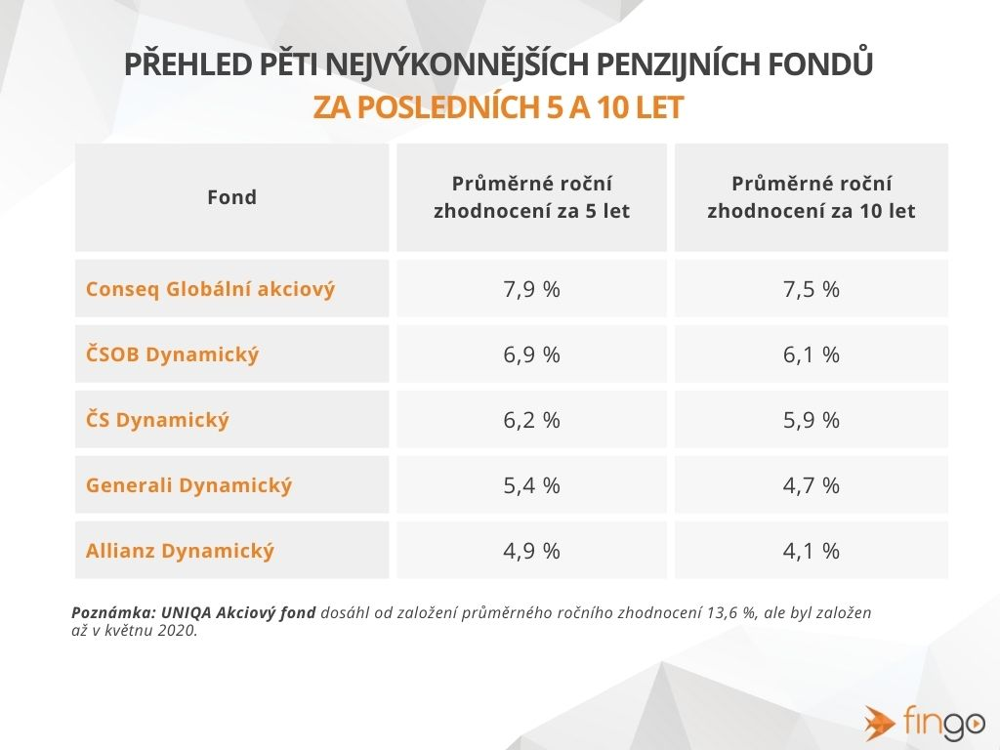 PŘEHLED PĚTI NEJVÝKONNĚJŠÍCH PENZIJNÍCH FONDŮ
ZA POSLEDNÍCH 5 A 10 LET
Fond
Průměrné roční
zhodnocení za 5 let
Průměrné roční
zhodnocení za 10 let
Conseq Globální akciový
7,9 %
7,5 %
ČSOB Dynamický
6,9 %
6,1 %
ČS Dynamický
6,2 %
5,9 %
Generali Dynamický
5,4 %
4,7 %
Allianz Dynamický
4,9 %
4,1 %
Poznámka: UNIQA Akciový fond dosáhl od založení průměrného ročního zhodnocení 13,6 %, ale byl založen
až v květnu 2020.
fingo